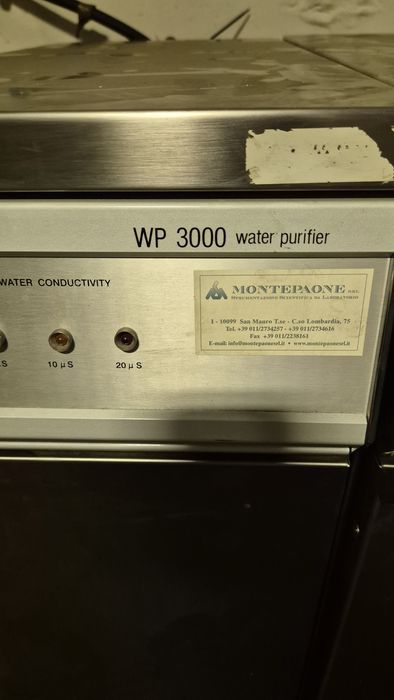 WP 3000 water purifier
WATER CONDUCTIVITY
S
10 µS
20 µS
MONTEPAONE SRL
STRUMENTAZIONE SCIENTIFICA DI LABORATORIO
I - 10099 San Mauro T.se - C.so Lombardia, 75
Tel. +39 011/2734257 - +39 011/2734616
Fax +39 011/2238161
E-mail: info@montepaonesrl.it • www.montepaonesrl.it